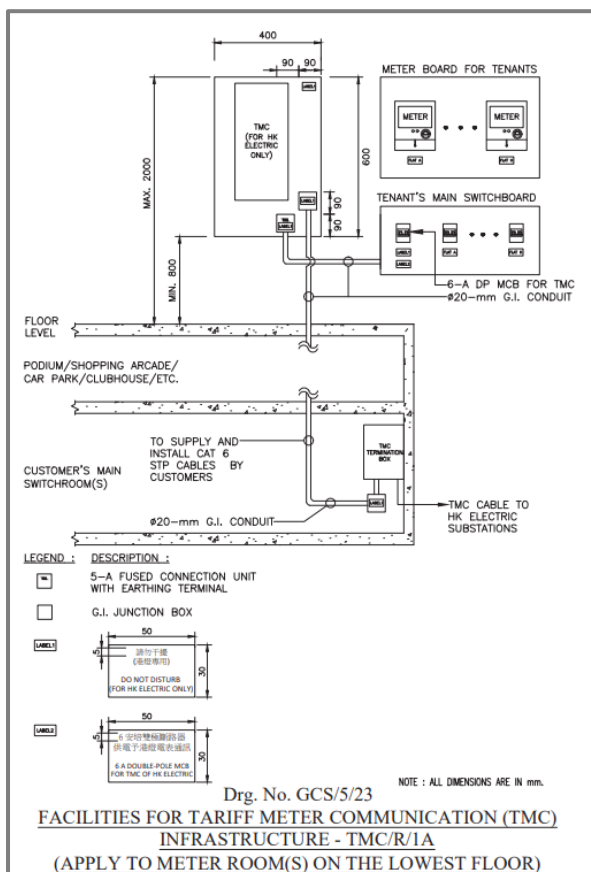 400
90
90
LABEL1
TMC
(FOR HK
ELECTRIC
ONLY)
MAX. 2000
600
MIN. 800
LABEL1
90
90
LABEL2
METER BOARD FOR TENANTS
METER
METER
FLAT A
TENANT'S MAIN SWITCHBOARD
FLAT A
LABEL1
LABEL2
6-A DP MCB FOR TMC
ø20-mm G.I. CONDUIT
FLOOR
LEVEL
PODIUM/SHOPPING ARCADE/
CAR PARK/CLUBHOUSE/ETC.
TO SUPPLY AND
INSTALL CAT 6
STP CABLES BY
CUSTOMERS
TMC
TERMINATION
BOX
CUSTOMER'S MAIN
SWITCHROOM(S)
LABEL1
ø20-mm G.I. CONDUIT
TMC CABLE TO
HK ELECTRIC
SUBSTATIONS
LEGEND : DESCRIPTION :
5-A FUSED CONNECTION UNIT
WITH EARTHING TERMINAL
G.I. JUNCTION BOX
50
LABEL1
5
請勿干擾
(港燈專用)
DO NOT DISTURB
(FOR HK ELECTRIC ONLY)
30
50
LABEL2
5
6 安培雙極斷路器
供電予港燈電表通訊
6 A DOUBLE-POLE MCB
FOR TMC OF HK ELECTRIC
30
NOTE : ALL DIMENSIONS ARE IN mm.
Drg. No. GCS/5/23
FACILITIES FOR TARIFF METER COMMUNICATION (TMC)
INFRASTRUCTURE - TMC/R/1A
(APPLY TO METER ROOM(S) ON THE LOWEST FLOOR)